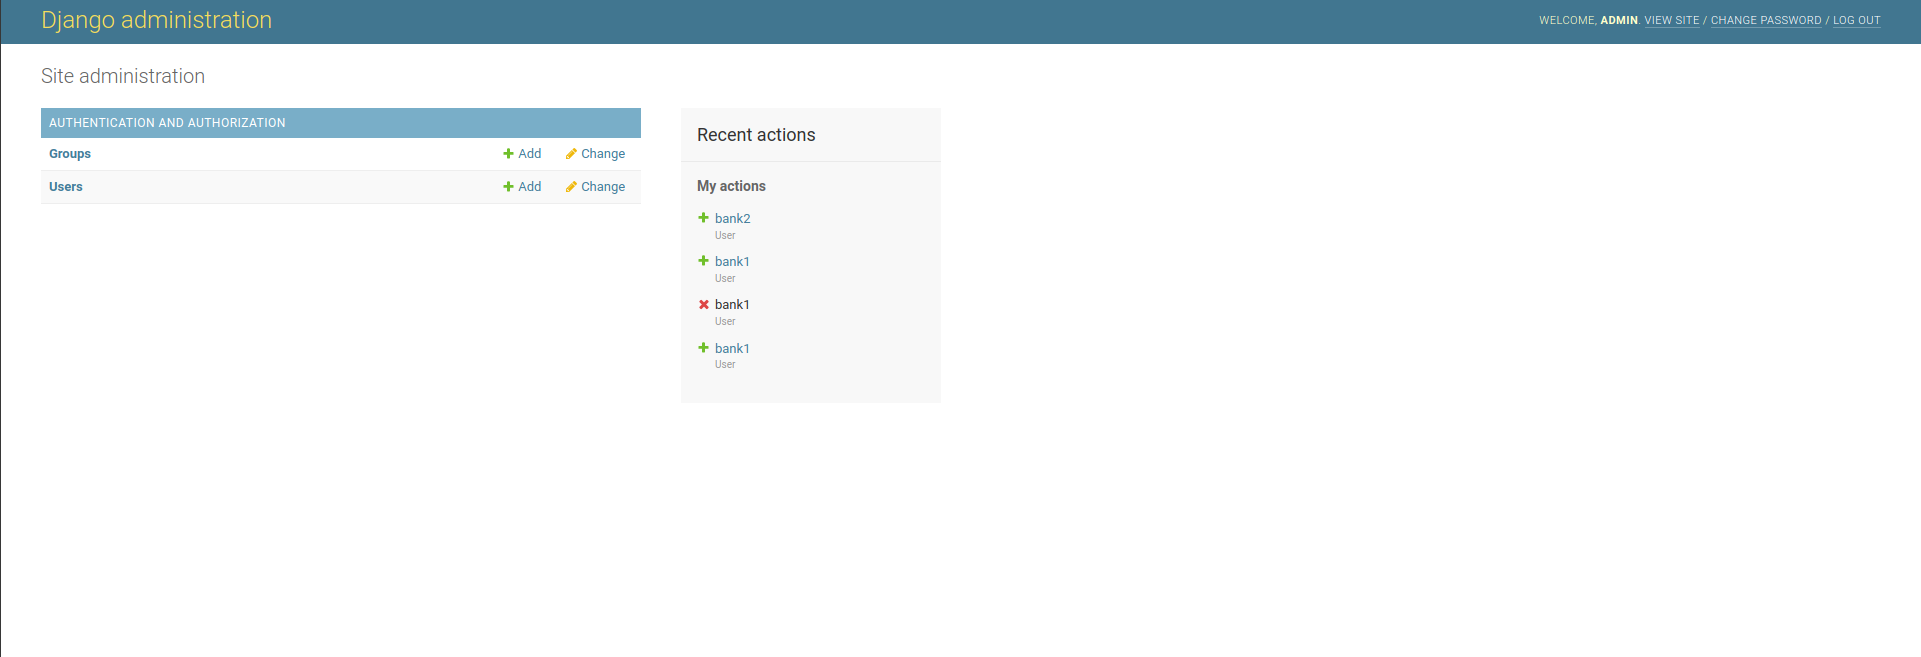 Django administration
WELCOME, ADMIN. VIEW SITE / CHANGE PASSWORD / LOG OUT
Site administration
AUTHENTICATION AND AUTHORIZATION
Groups Add Change
Users Add Change
Recent actions
My actions
bank2
User
bank1
User
bank1
User
bank1
User